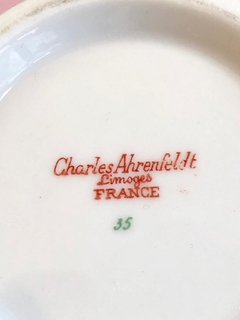 Charles Ahrenfeldt
Limoges
FRANCE
35